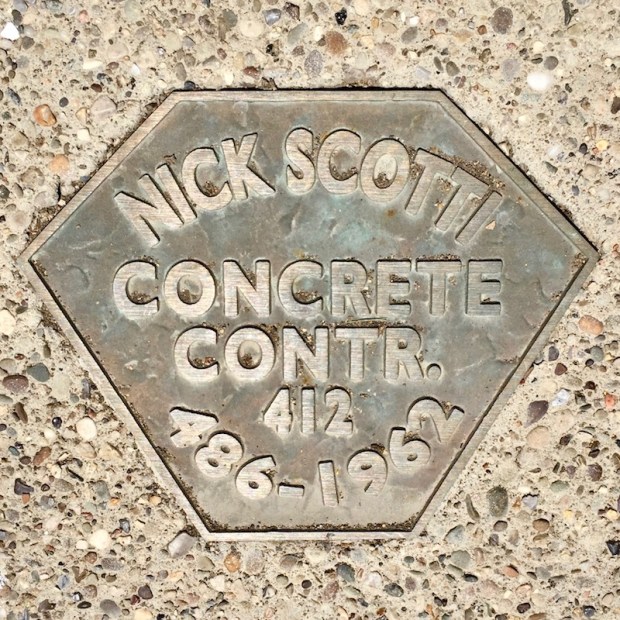 NICK SCOTTI
CONCRETE
CONTR.
412
486-1962